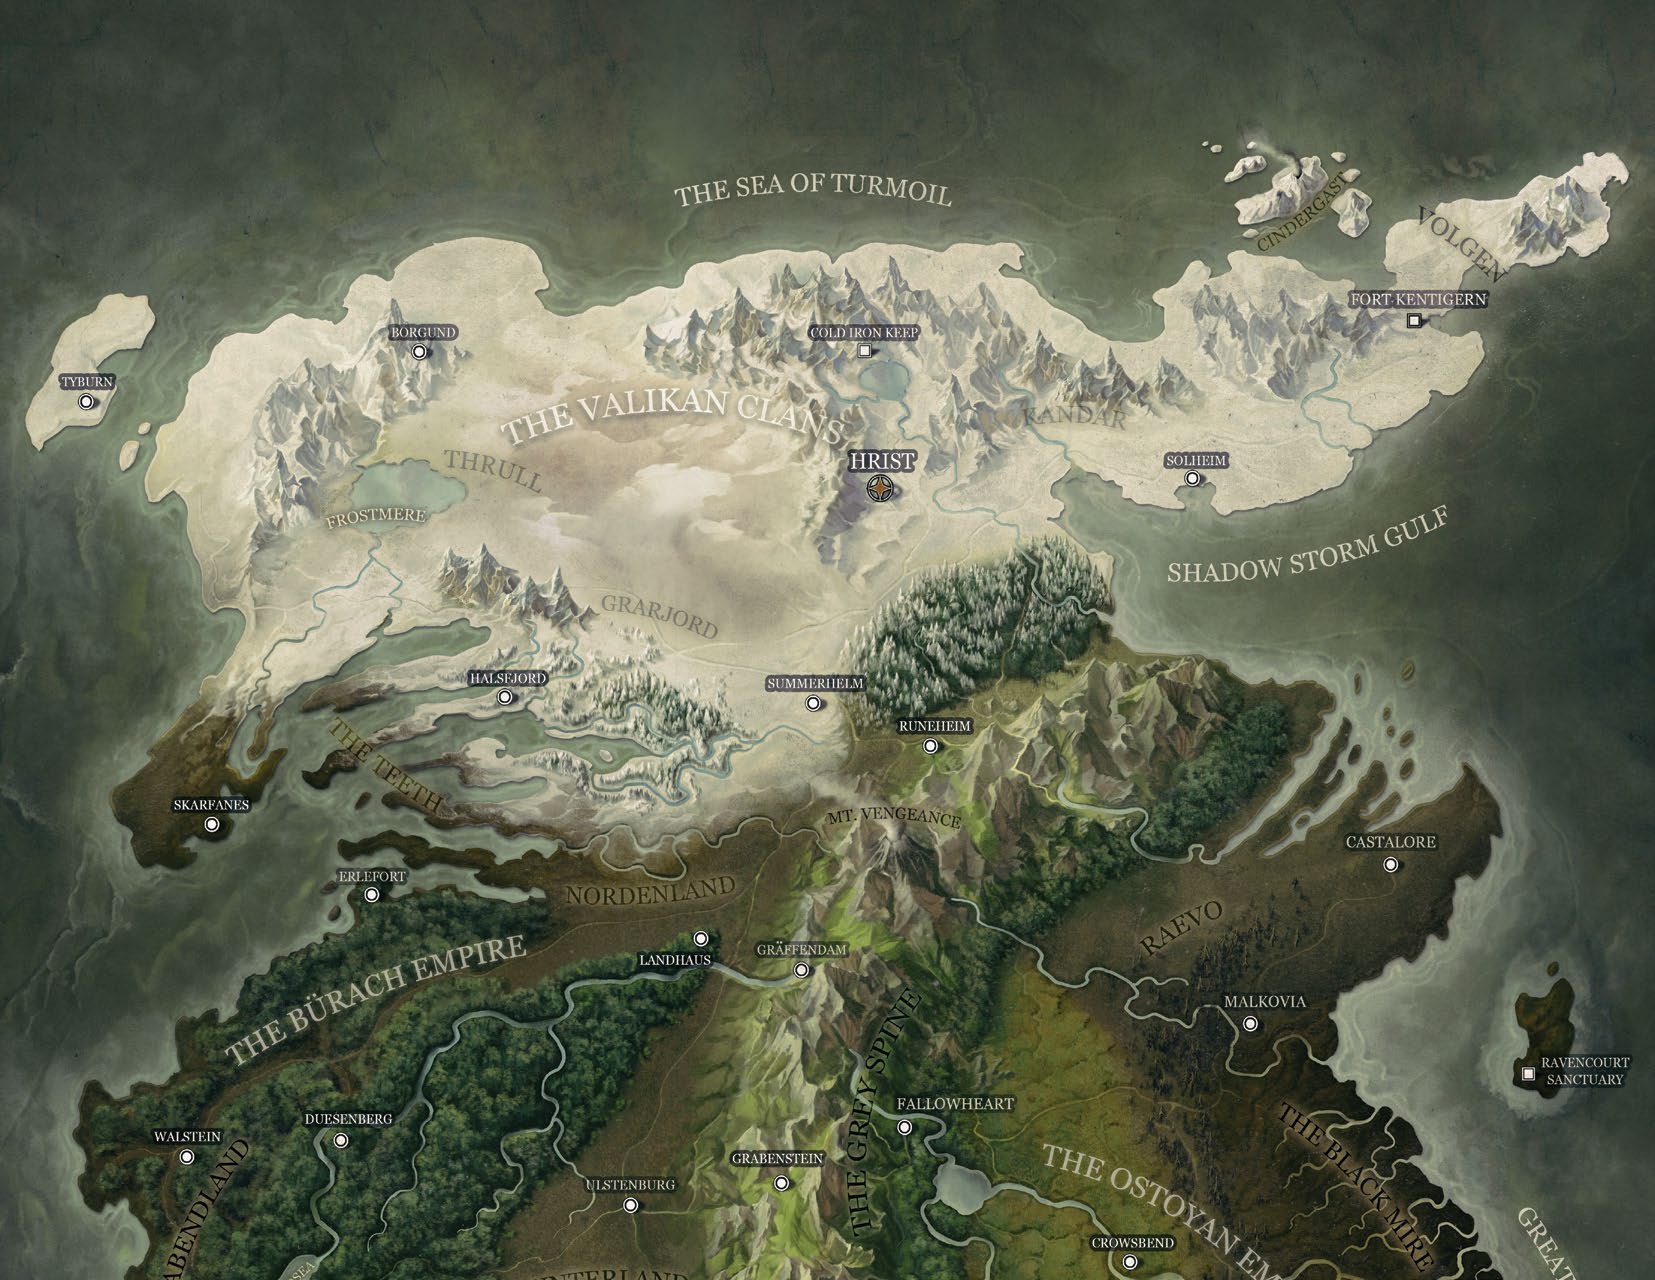 THE SEA OF TURMOIL
CINDERGAST
VOLGEN
FORT KENTIGERN
BORGUND
COLD IRON KEEP
TYBURN
THE VALIKAN CLANS
KANDAR
THRULL
HRIST
SOLHEIM
FROSTMERE
SHADOW STORM GULF
GRARJORD
HALSFJORD
SUMMERHELM
RUNEHEIM
THE TEETH
SKARFANES
MT. VENGEANCE
CASTALORE
ERLEFORT
NORDENLAND
RAEVO
THE BÜRACH EMPIRE
LANDHAUS
GRÄFFENDAM
MALKOVIA
THE GREY SPINE
RAVENCOURT
SANCTUARY
FALLOWHEART
DUESENBERG
WALSTEIN
THE BLACK MIRE
GRABENSTEIN
THE OSTOYAN EM
ULSTENBURG
ABENDLAND
GREAT
CROWSBEND
SEA
NTERLAND